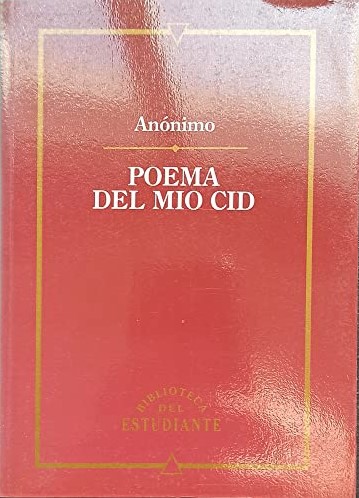 Anónimo
POEMA
DEL MIO CID
BIBLIOTECA
DEL
ESTUDIANTE